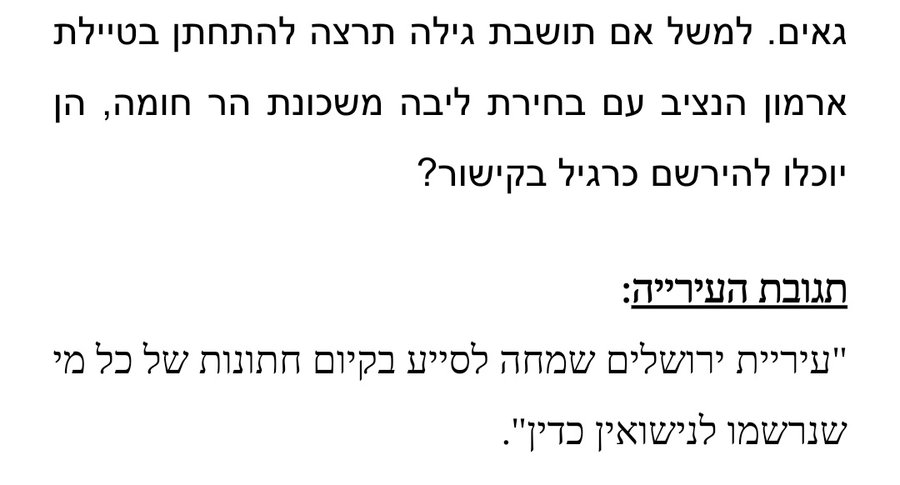 גאים. למשל אם תושבת גילה תרצה להתחתן בטיילת
ארמון הנציב עם בחירת ליבה משכונת הר חומה, הן
יוכלו להירשם כרגיל בקישור?
תגובת העירייה:
"עיריית ירושלים שמחה לסייע בקיום חתונות של כל מי
שנרשמו לנישואין כדין".